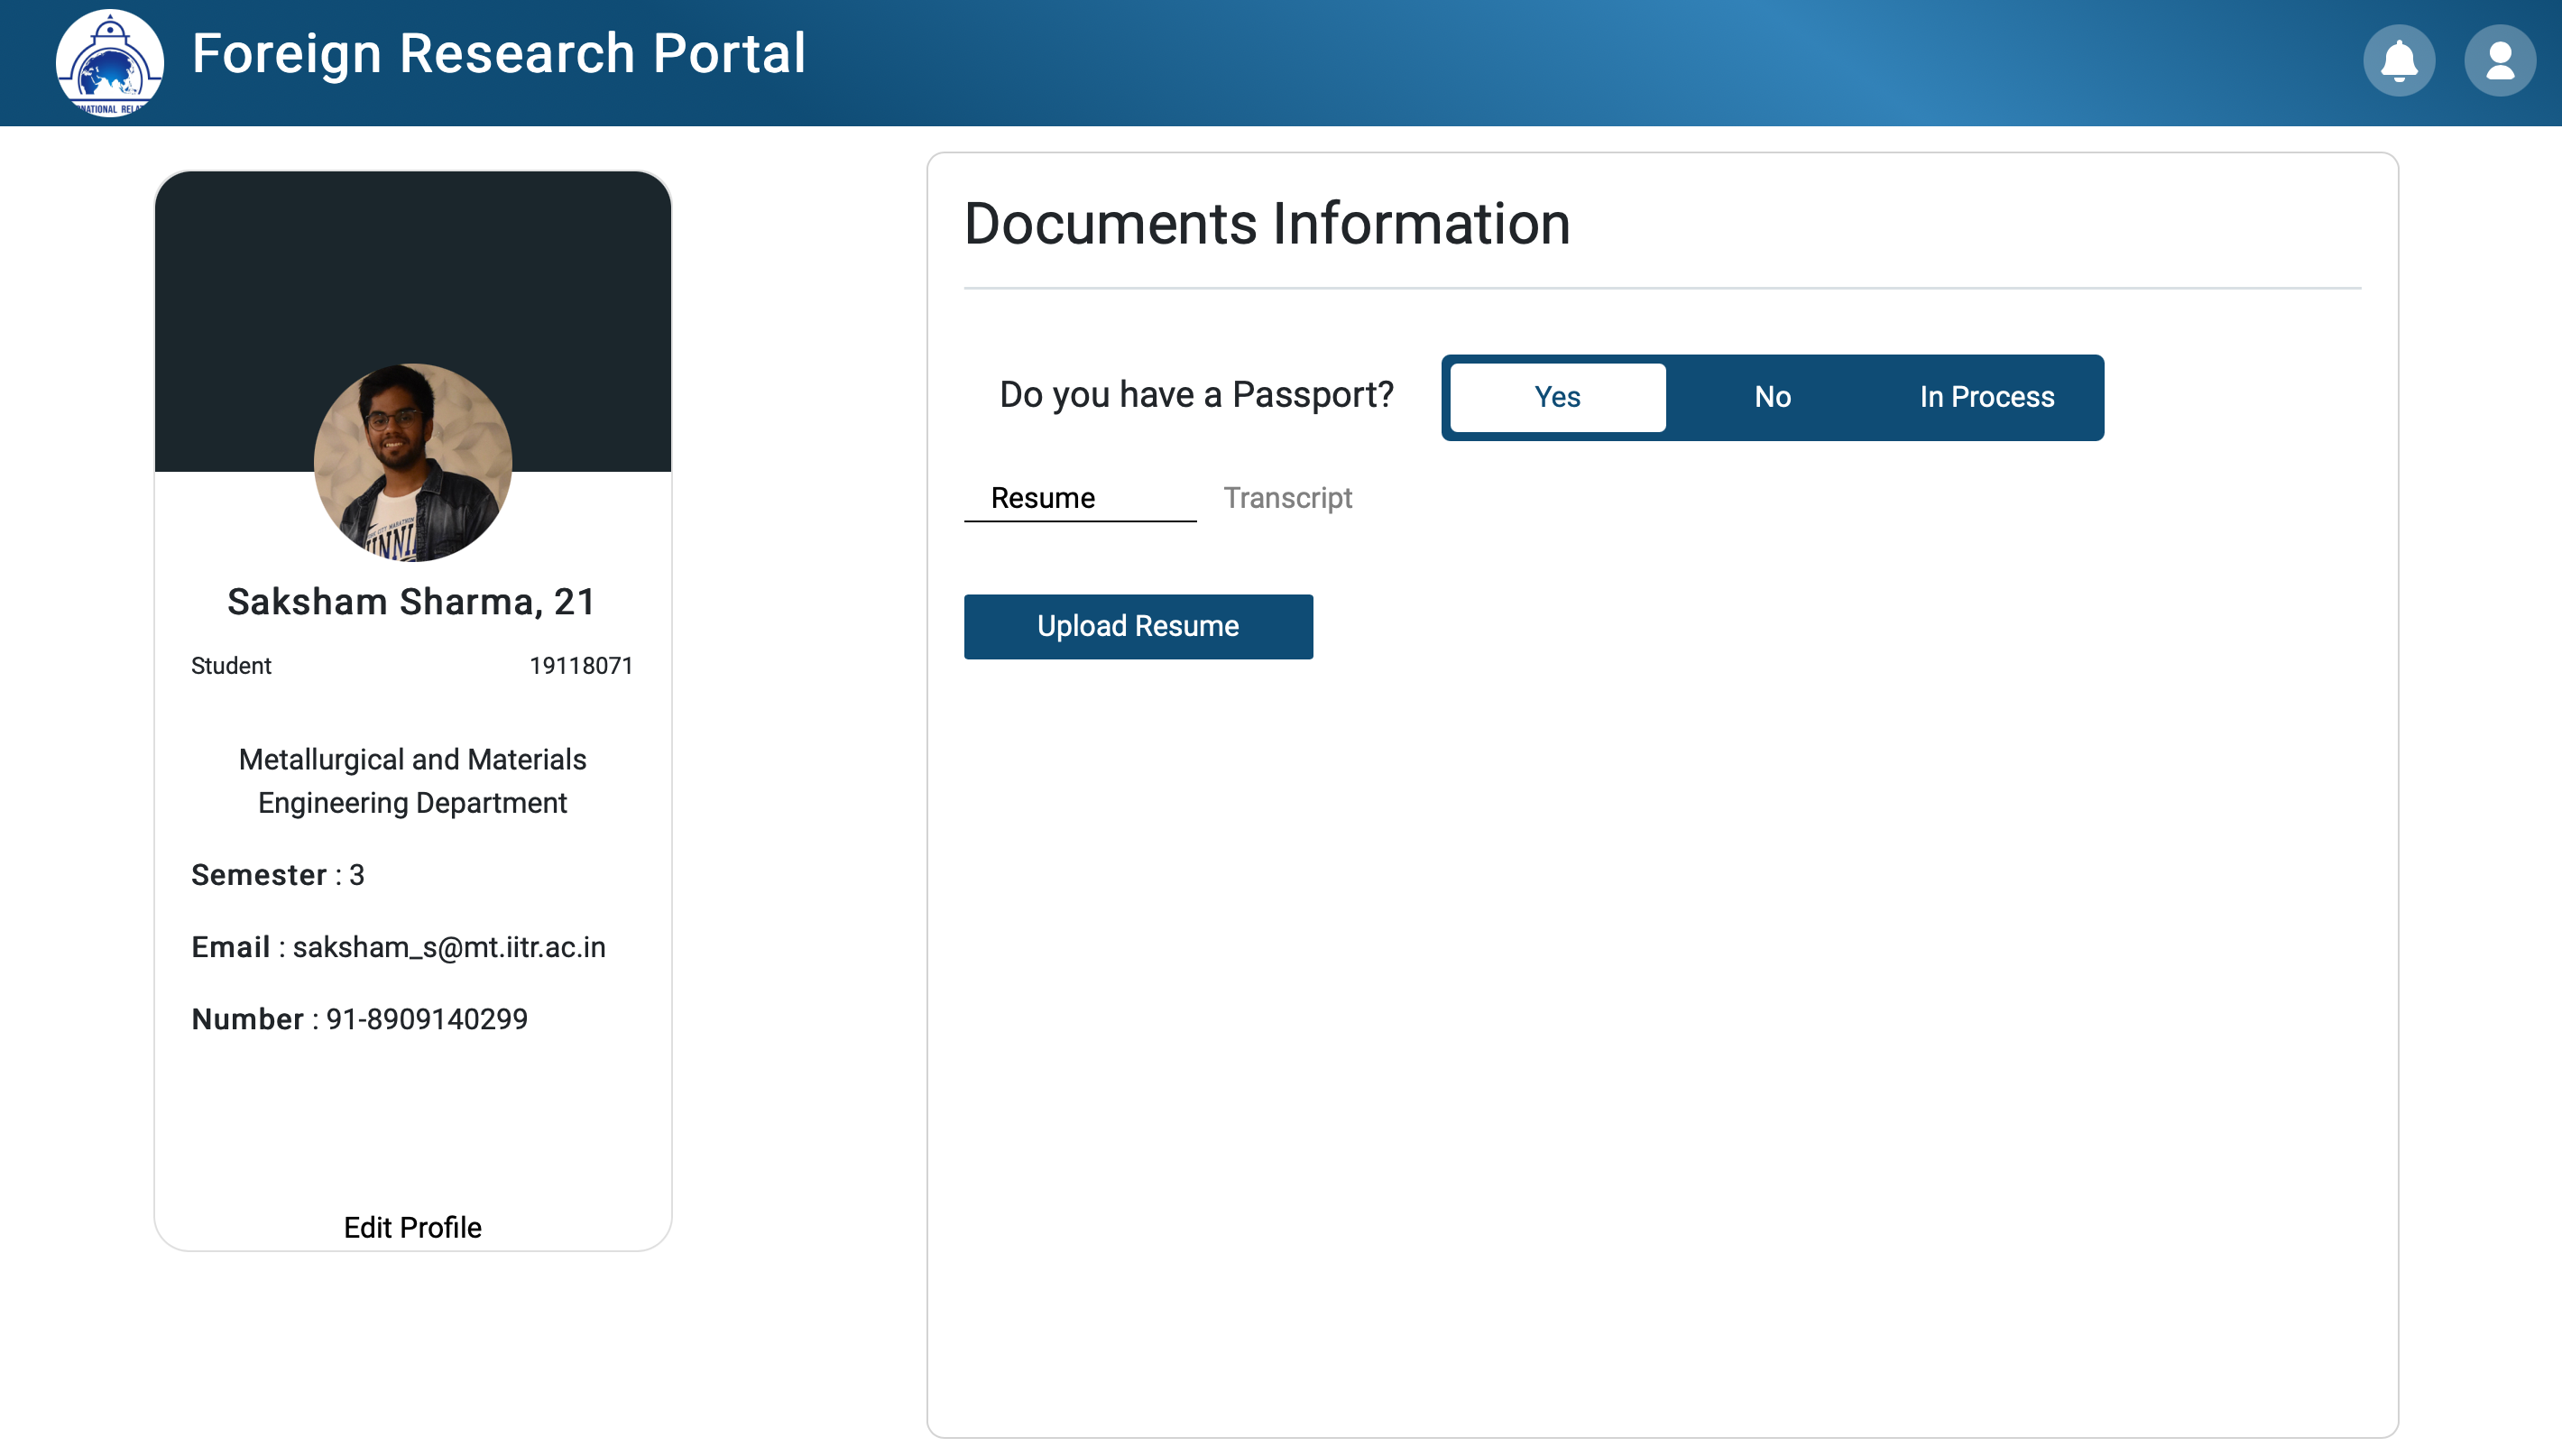 Foreign Research Portal
NATIONAL RELA
Saksham Sharma, 21
Student 19118071
Metallurgical and Materials
Engineering Department
Semester : 3
Email : saksham_s@mt.iitr.ac.in
Number : 91-8909140299
Edit Profile
Documents Information
Do you have a Passport? Yes No In Process
Resume Transcript
Upload Resume